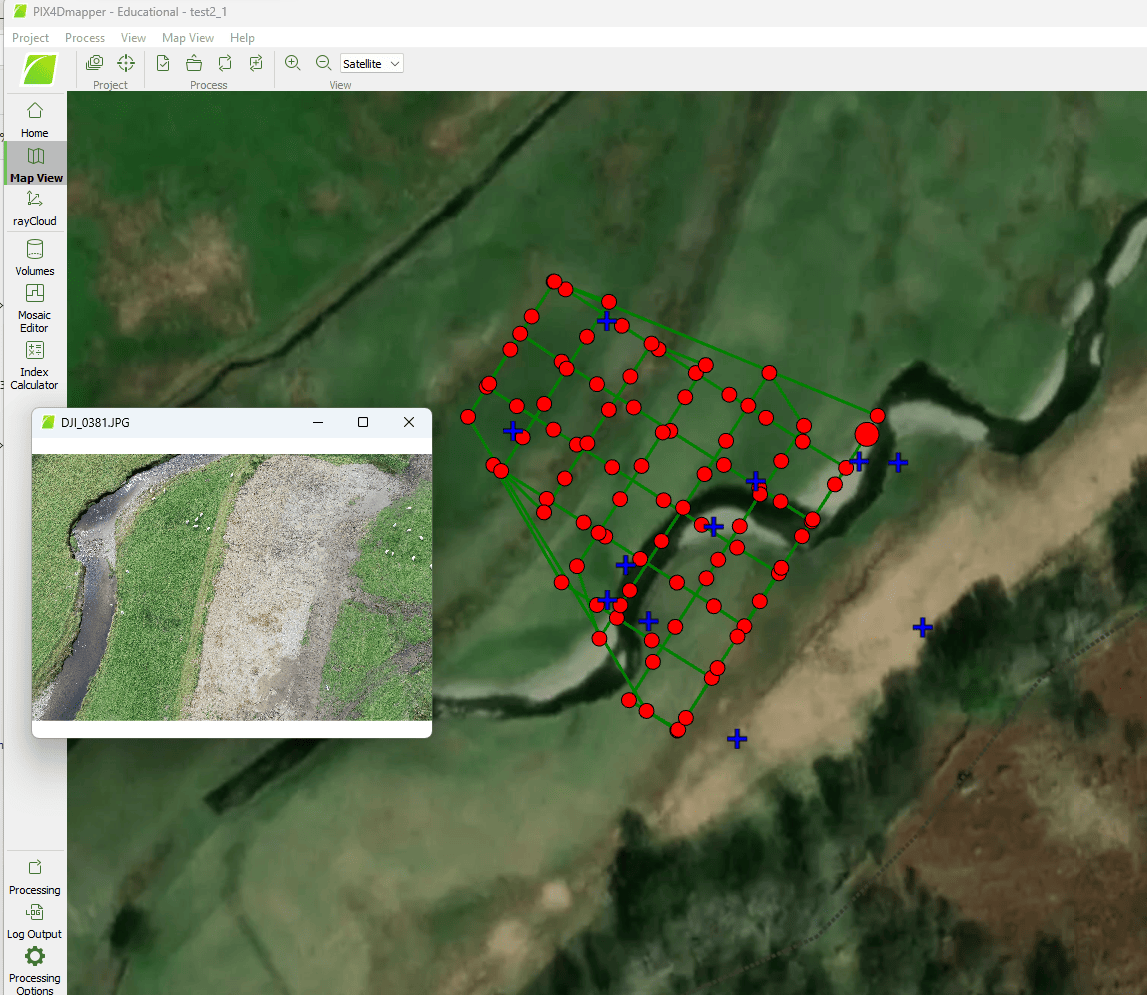 PIX4Dmapper - Educational - test2_1
Project Process View Map View Help
Satellite
Project Process View
Home
Map View
rayCloud
Volumes
Mosaic
Editor
Index
Calculator
DJI_0381.JPG
Processing
LOG
Log Output
Processing
Options